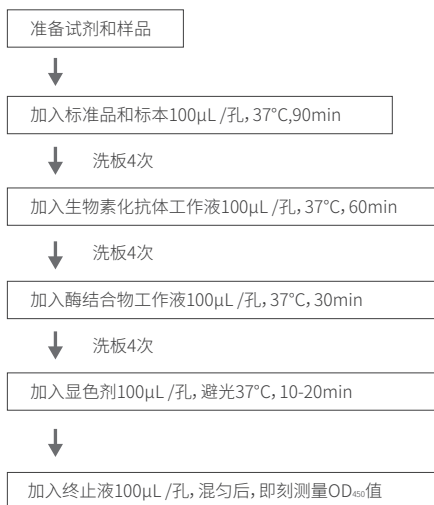 准备试剂和样品
加入标准品和标本100μL /孔，37°C,90min
洗板4次
加入生物素化抗体工作液100μL /孔，37°C，60min
洗板4次
加入酶结合物工作液100μL /孔，37°C，30min
洗板4次
加入显色剂100μL /孔，避光37°C，10-20min
加入终止液100μL /孔，混匀后，即刻测量OD₄₅₀值